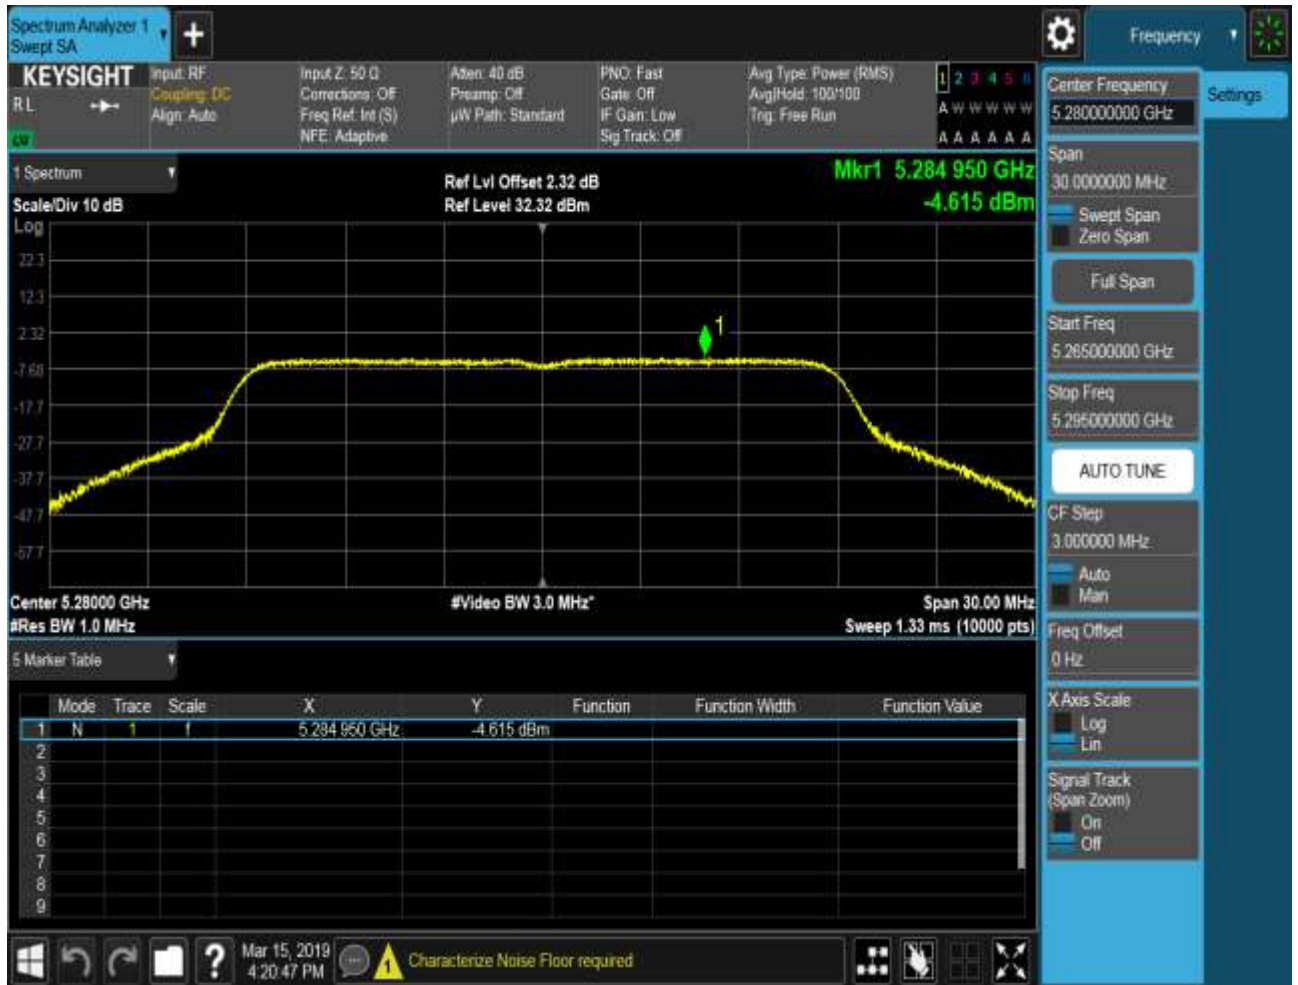 Spectrum Analyzer 1
Swept SA
+
Frequency
KEYSIGHT
R L
Input: RF
Coupling: DC
Align: Auto
Input Z: 50 Ω
Corrections: Off
Freq Ref: Int (S)
NFE: Adaptive
Atten: 40 dB
Preamp: Off
µW Path: Standard
PNO: Fast
Gate: Off
IF Gain: Low
Sig Track: Off
Avg Type: Power (RMS)
Avg|Hold: 100/100
Trig: Free Run
1 2 3 4 5 6
A W W W W W
A A A A A A
1 Spectrum
Scale/Div 10 dB
Ref Lvl Offset 2.32 dB
Ref Level 32.32 dBm
Mkr1 5.284 950 GHz
-4.615 dBm
Log
22.3
12.3
2.32
-7.68
-17.7
-27.7
-37.7
-47.7
-57.7
1
Center 5.28000 GHz
#Res BW 1.0 MHz
#Video BW 3.0 MHz*
Span 30.00 MHz
Sweep 1.33 ms (10000 pts)
5 Marker Table
Mode Trace Scale X Y Function Function Width Function Value
1 N 1 f 5.284 950 GHz -4.615 dBm
2
3
4
5
6
7
8
9
Mar 15, 2019
4:20:47 PM
?
1
Characterize Noise Floor required
Settings
Center Frequency
5.280000000 GHz
Span
30.0000000 MHz
Swept Span
Zero Span
Full Span
Start Freq
5.265000000 GHz
Stop Freq
5.295000000 GHz
AUTO TUNE
CF Step
3.000000 MHz
Auto
Man
Freq Offset
0 Hz
X Axis Scale
Log
Lin
Signal Track
(Span Zoom)
On
Off